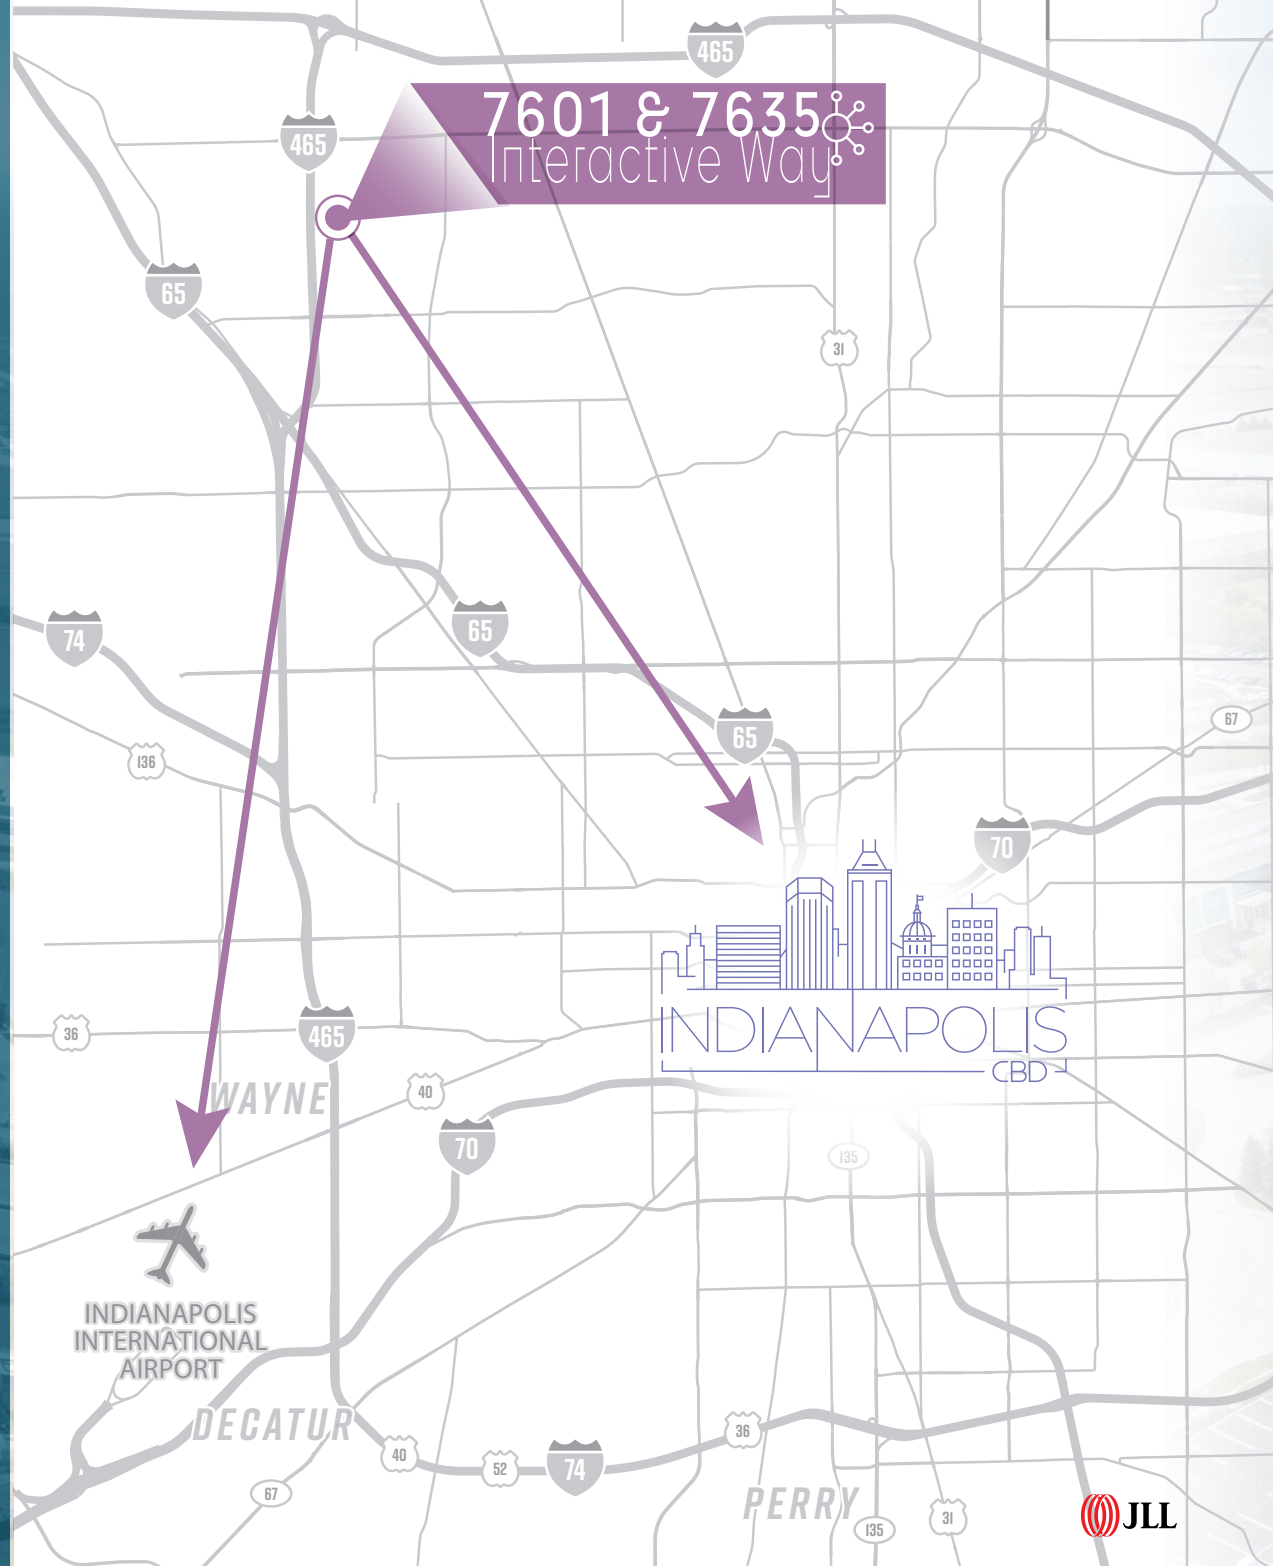 465
7601 & 7635
Interactive Way
465
65
31
74
65
67
65
136
70
INDIANAPOLIS
CBD
36
465
WAYNE
40
70
135
INDIANAPOLIS
INTERNATIONAL
AIRPORT
DECATUR
36
40
52
74
67
PERRY
135
31
JLL